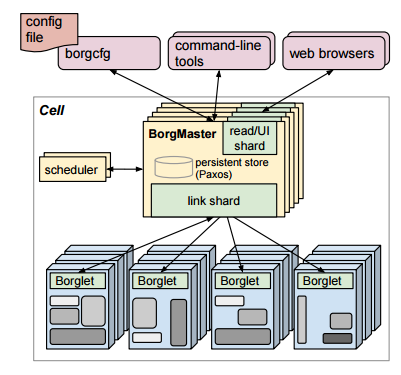 config
file
borgcfg
command-line
tools
web browsers
Cell
BorgMaster
read/UI
shard
persistent store
(Paxos)
scheduler
link shard
Borglet
Borglet
Borglet
Borglet